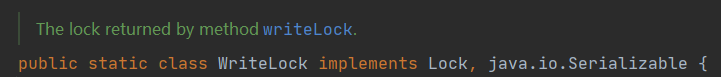 The lock returned by method writeLock.
public static class WriteLock implements Lock, java.io.Serializable {